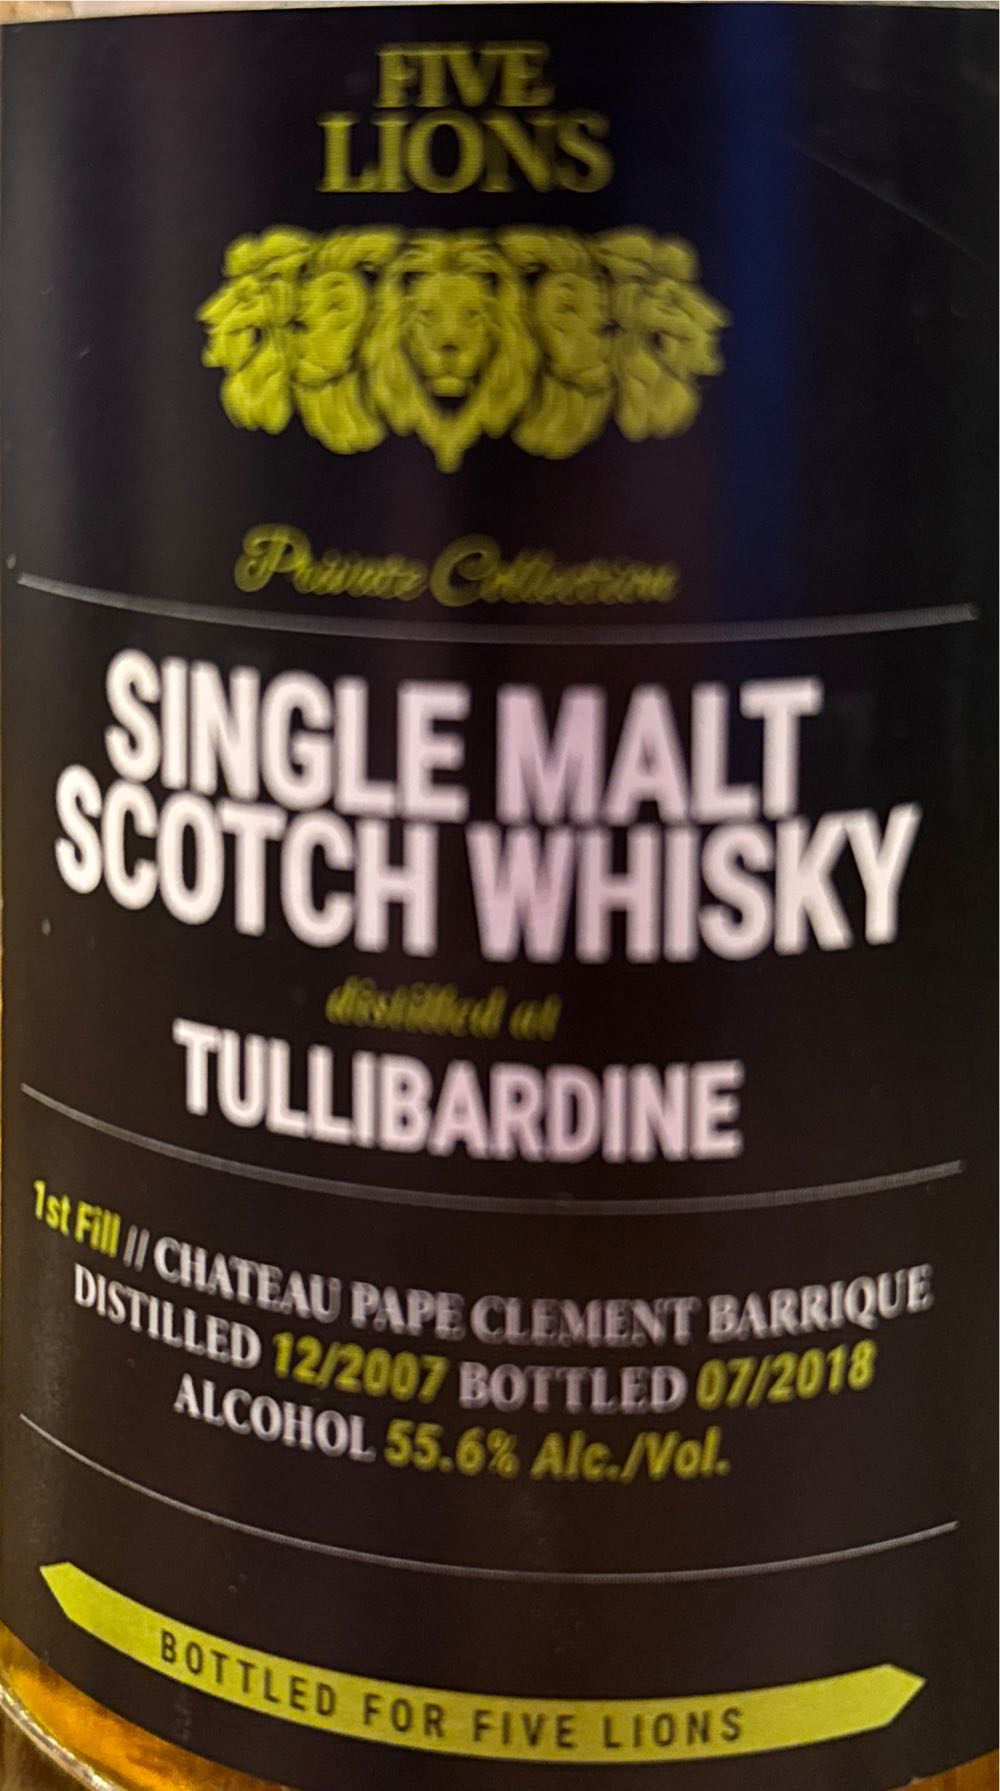 FIVE
LIONS
Private Collection
SINGLE MALT
SCOTCH WHISKY
distilled at
TULLIBARDINE
1st Fill // CHATEAU PAPE CLEMENT BARRIQUE
DISTILLED 12/2007 BOTTLED 07/2018
ALCOHOL 55.6% Alc./Vol.
BOTTLED FOR FIVE LIONS